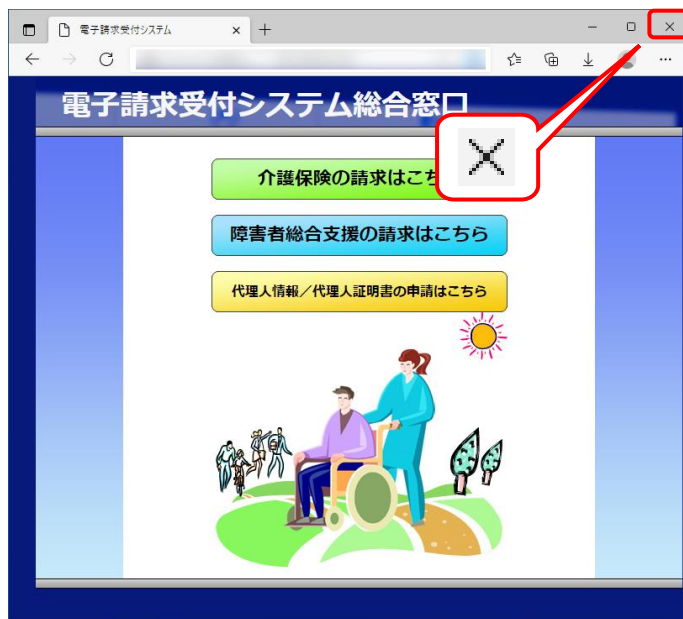 電子請求受付システム
電子請求受付システム総合窓口
介護保険の請求はこち
障害者総合支援の請求はこちら
代理人情報／代理人証明書の申請はこちら